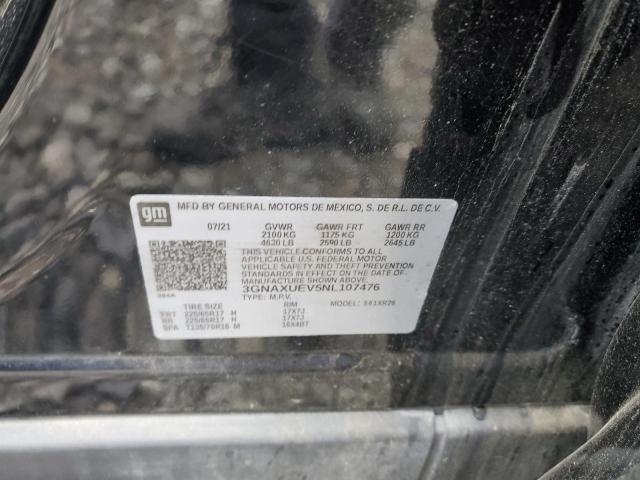 gm
MFD BY GENERAL MOTORS DE MEXICO, S. DE R.L. DE C.V.
07/21 GVWR GAWR FRT GAWR RR
2100 KG 1175 KG 1200 KG
4630 LB 2590 LB 2645 LB
THIS VEHICLE CONFORMS TO ALL
APPLICABLE U.S. FEDERAL MOTOR
VEHICLE SAFETY AND THEFT PREVENTION
STANDARDS IN EFFECT ON THE DATE OF
MANUFACTURE SHOWN ABOVE.
3GNAXUEV5NL107476
TYPE: M.P.V. MODEL: S61XR26
TIRE SIZE RIM
FRT 225/65R17 H 17X7J
RR 225/65R17 H 17X7J
SPA T135/70R16 M 16X4BT